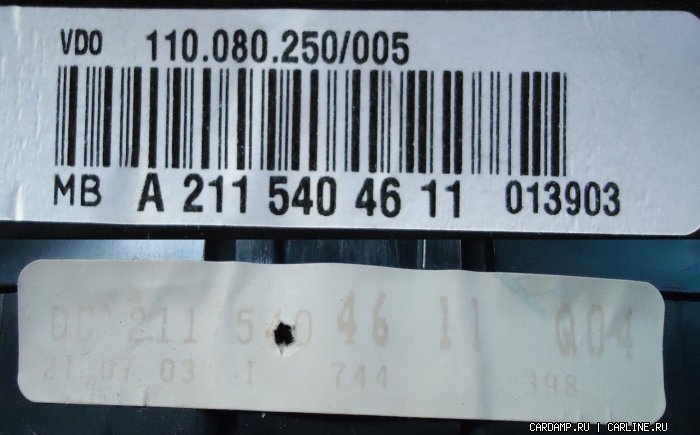 VDO 110.080.250/005
MB A 211 540 46 11 013903
DC 211 540 46 11 Q04
21 07 03 1 744 398
CARDAMP.RU | CARLINE.RU